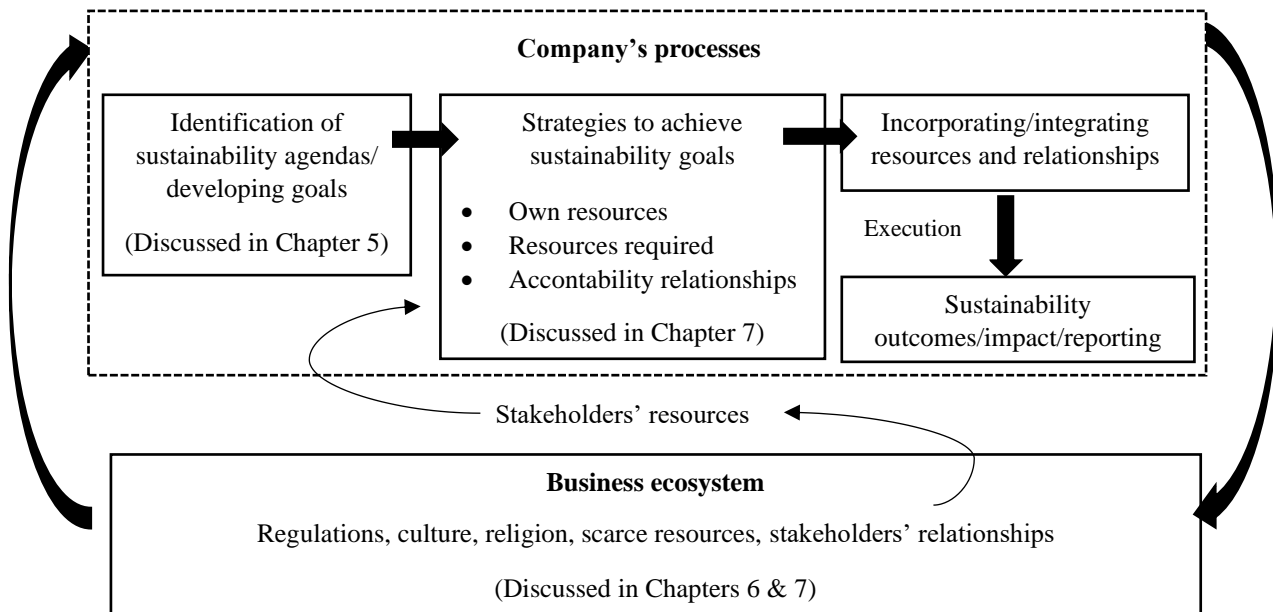 Company’s processes
Identification of
sustainability agendas/
developing goals
(Discussed in Chapter 5)
Strategies to achieve
sustainability goals
• Own resources
• Resources required
• Accontability relationships
(Discussed in Chapter 7)
Incorporating/integrating
resources and relationships
Execution
Sustainability
outcomes/impact/reporting
Stakeholders’ resources
Business ecosystem
Regulations, culture, religion, scarce resources, stakeholders’ relationships
(Discussed in Chapters 6 & 7)